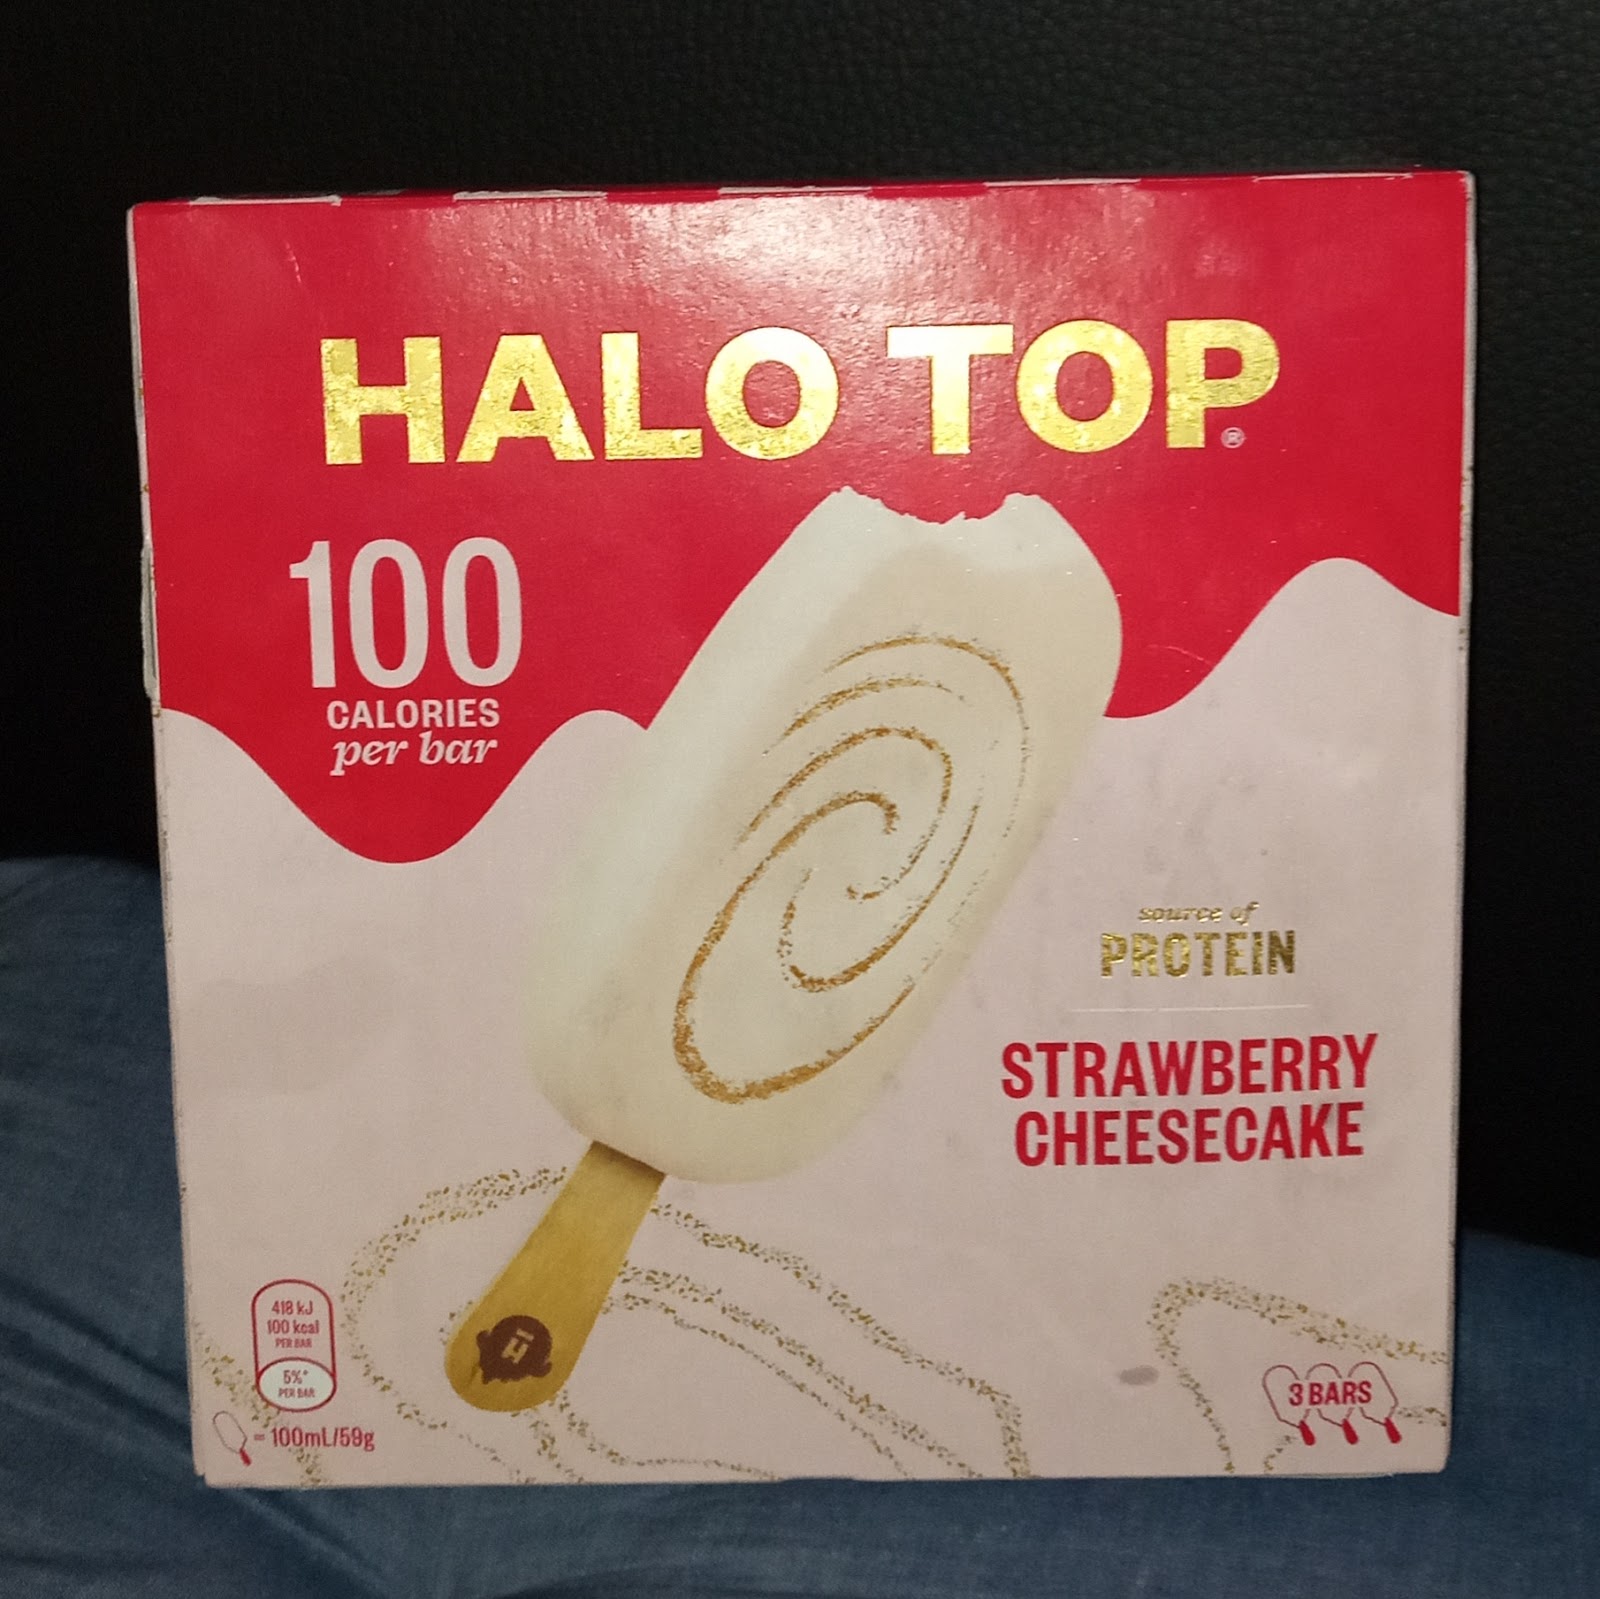 HALO TOP®
100
CALORIES
per bar
source of
PROTEIN
STRAWBERRY
CHEESECAKE
418 kJ
100 kcal
PER BAR
5%*
PER BAR
= 100mL/59g
3 BARS
H